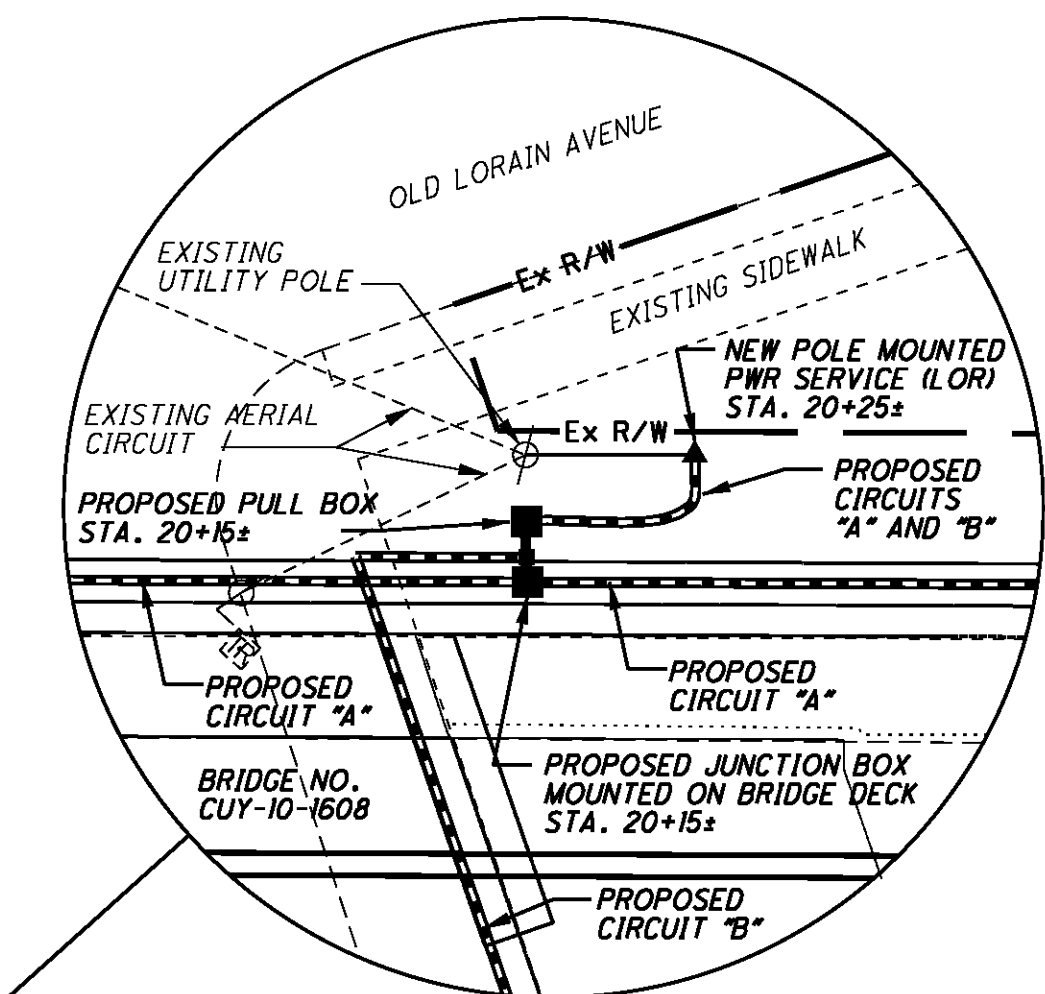 OLD LORAIN AVENUE
EXISTING
UTILITY POLE
Ex R/W
EXISTING SIDEWALK
NEW POLE MOUNTED
PWR SERVICE (LOR)
STA. 20+25±
EXISTING AERIAL
CIRCUIT
Ex R/W
PROPOSED PULL BOX
STA. 20+15±
PROPOSED
CIRCUITS
"A" AND "B"
PROPOSED
CIRCUIT "A"
PROPOSED
CIRCUIT "A"
BRIDGE NO.
CUY-10-1608
PROPOSED JUNCTION BOX
MOUNTED ON BRIDGE DECK
STA. 20+15±
PROPOSED
CIRCUIT "B"